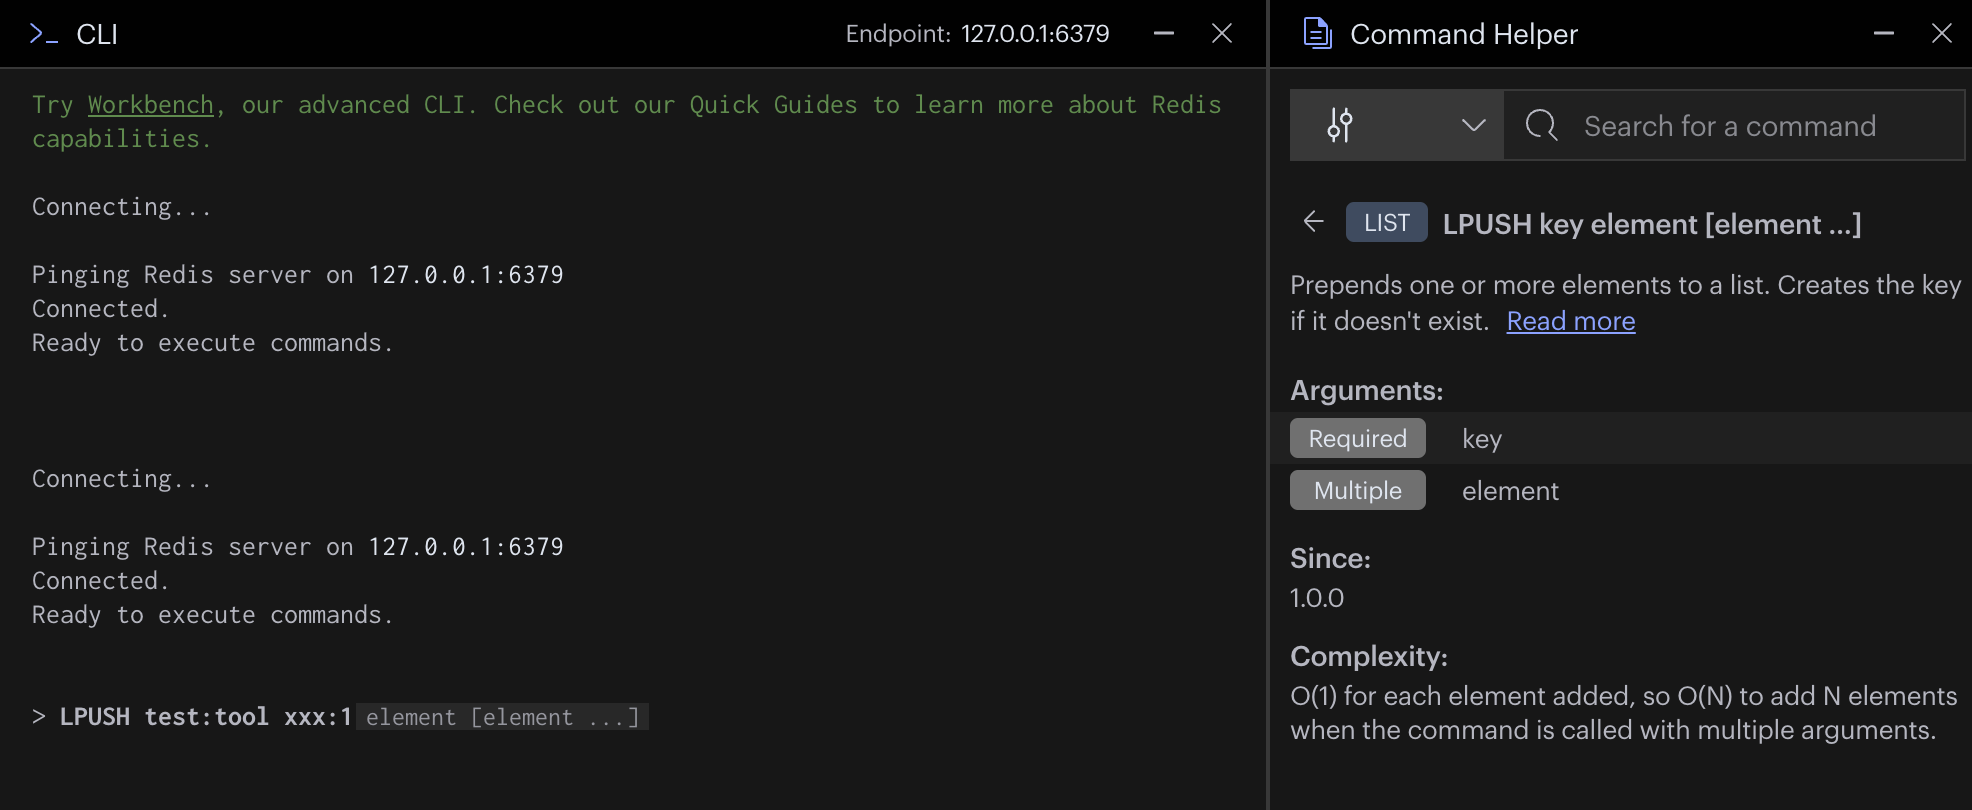 >_ CLI
Endpoint: 127.0.0.1:6379
Try Workbench, our advanced CLI. Check out our Quick Guides to learn more about Redis
capabilities.
Connecting...
Pinging Redis server on 127.0.0.1:6379
Connected.
Ready to execute commands.
Connecting...
Pinging Redis server on 127.0.0.1:6379
Connected.
Ready to execute commands.
> LPUSH test:tool xxx:1 element [element ...]
Command Helper
Search for a command
LIST LPUSH key element [element ...]
Prepends one or more elements to a list. Creates the key
if it doesn't exist. Read more
Arguments:
Required key
Multiple element
Since:
1.0.0
Complexity:
O(1) for each element added, so O(N) to add N elements
when the command is called with multiple arguments.